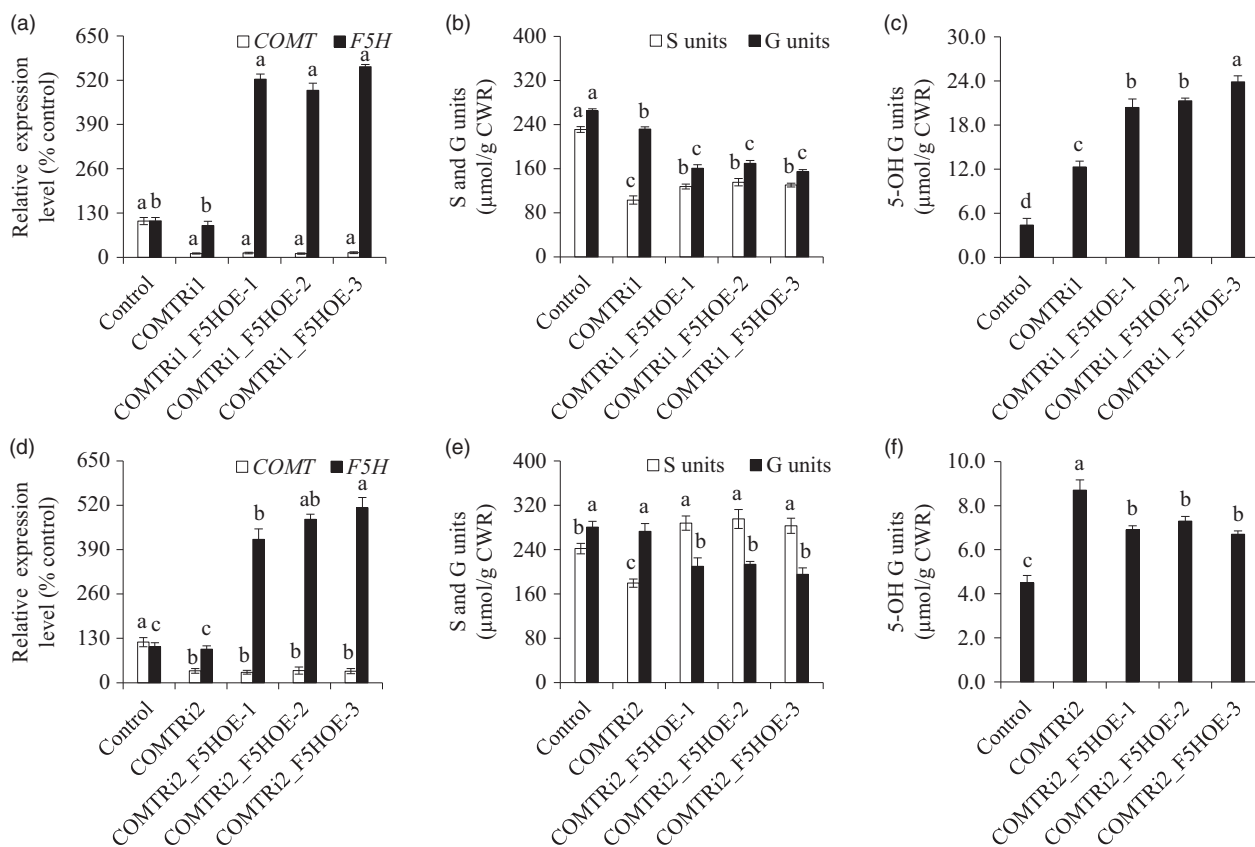 (a)
COMT F5H
Relative expression
level (% control)
650
520
390
260
130
0
a b
a b
a a
a a
a a
Control
COMTRi1
COMTRi1_F5HOE-1
COMTRi1_F5HOE-2
COMTRi1_F5HOE-3
(b)
S units G units
S and G units
(µmol/g CWR)
400
320
240
160
80
0
a a
c b
b c
b c
b c
Control
COMTRi1
COMTRi1_F5HOE-1
COMTRi1_F5HOE-2
COMTRi1_F5HOE-3
(c)
5-OH G units
(µmol/g CWR)
30.0
24.0
18.0
12.0
6.0
0.0
d
c
b
b
a
Control
COMTRi1
COMTRi1_F5HOE-1
COMTRi1_F5HOE-2
COMTRi1_F5HOE-3
(d)
COMT F5H
Relative expression
level (% control)
650
520
390
260
130
0
a c
b c
b b
b ab
b a
Control
COMTRi2
COMTRi2_F5HOE-1
COMTRi2_F5HOE-2
COMTRi2_F5HOE-3
(e)
S units G units
S and G units
(µmol/g CWR)
400
320
240
160
80
0
b a
c a
a b
a b
a b
Control
COMTRi2
COMTRi2_F5HOE-1
COMTRi2_F5HOE-2
COMTRi2_F5HOE-3
(f)
5-OH G units
(µmol/g CWR)
10.0
8.0
6.0
4.0
2.0
0.0
c
a
b
b
b
Control
COMTRi2
COMTRi2_F5HOE-1
COMTRi2_F5HOE-2
COMTRi2_F5HOE-3